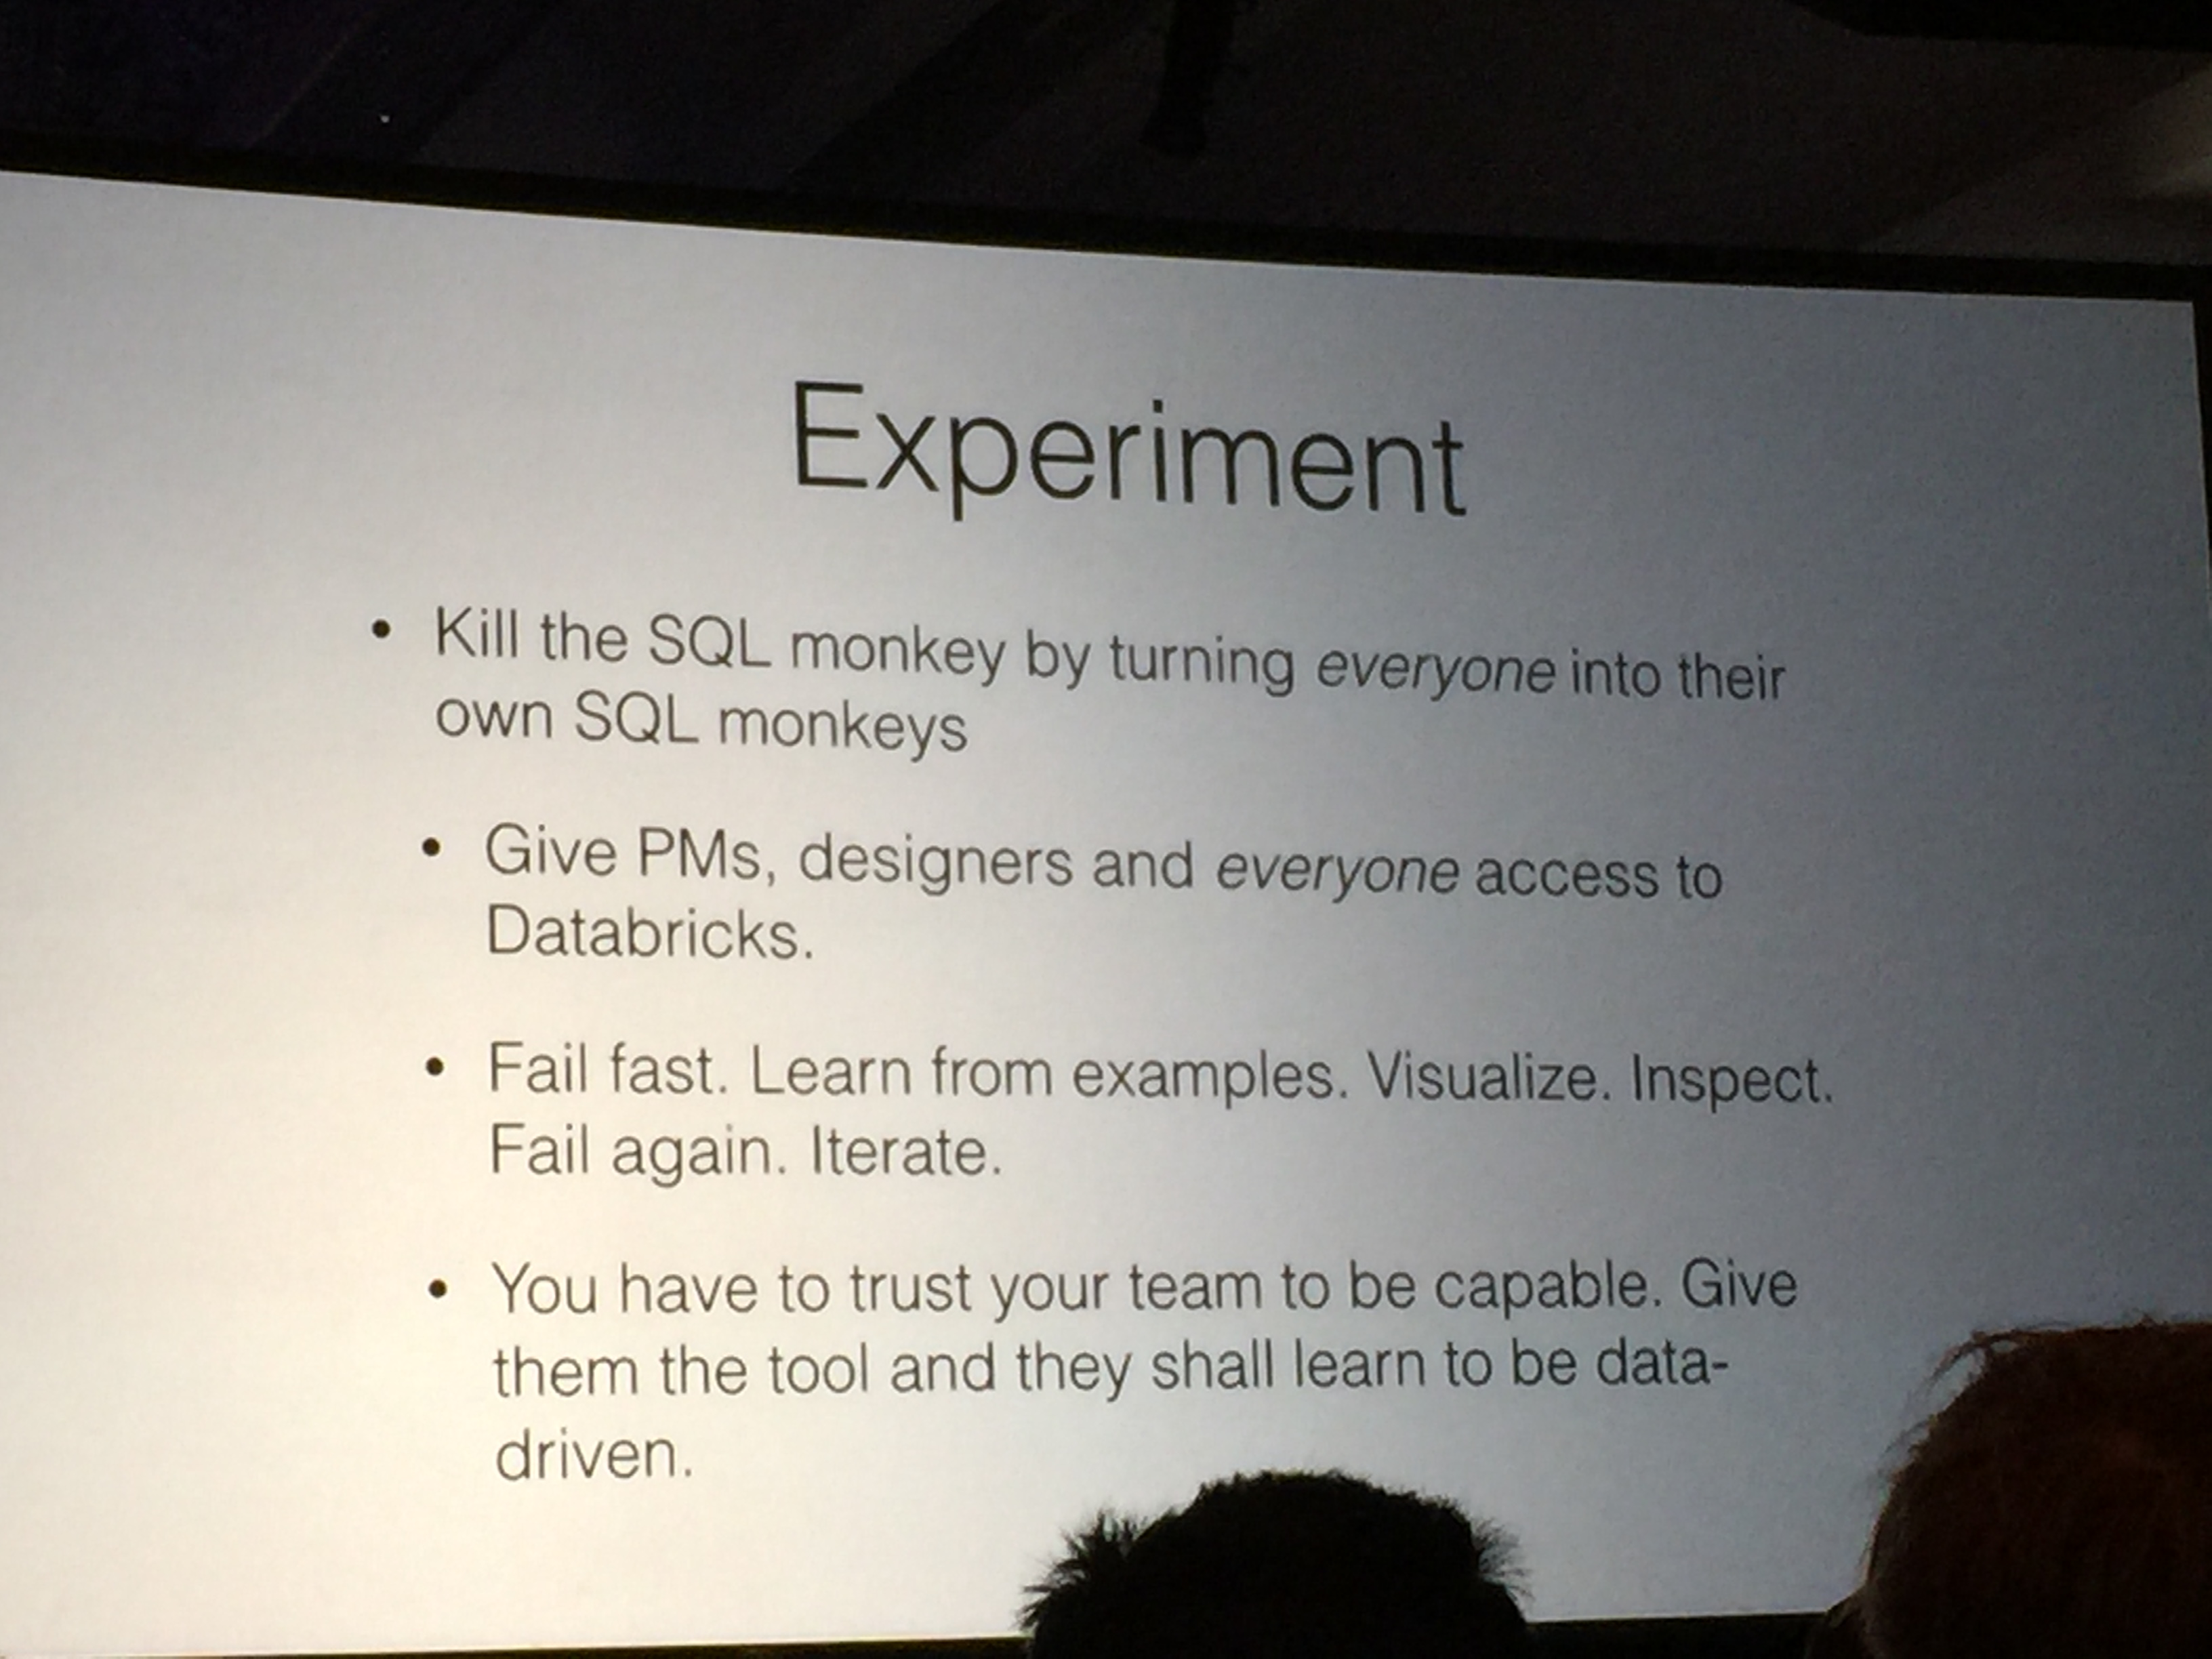 Experiment
• Kill the SQL monkey by turning everyone into their
own SQL monkeys
• Give PMs, designers and everyone access to
Databricks.
• Fail fast. Learn from examples. Visualize. Inspect.
Fail again. Iterate.
• You have to trust your team to be capable. Give
them the tool and they shall learn to be data-
driven.